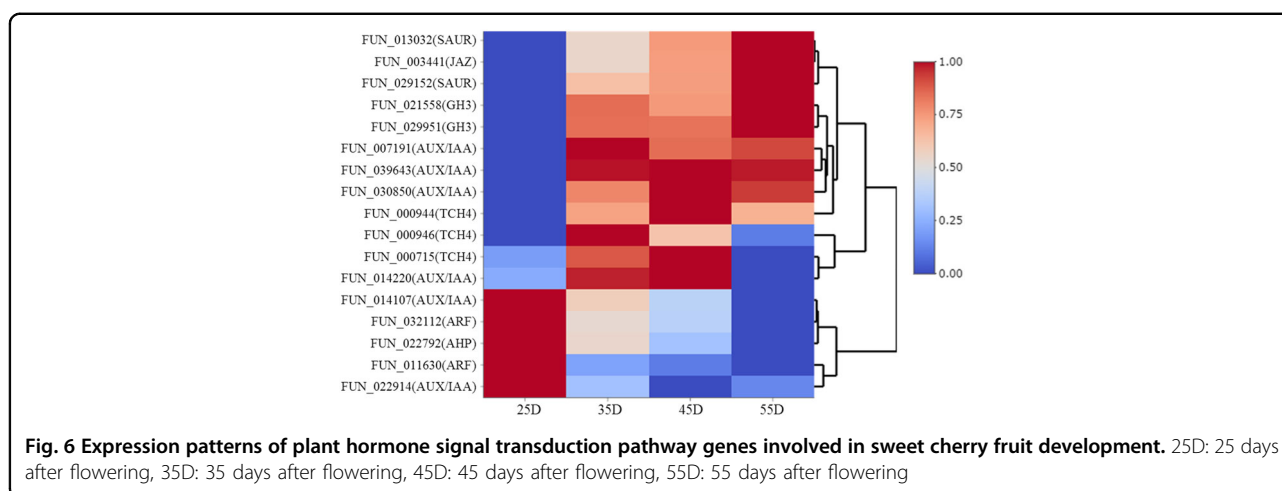 FUN_013032(SAUR)
FUN_003441(JAZ)
FUN_029152(SAUR)
FUN_021558(GH3)
FUN_029951(GH3)
FUN_007191(AUX/IAA)
FUN_039643(AUX/IAA)
FUN_030850(AUX/IAA)
FUN_000944(TCH4)
FUN_000946(TCH4)
FUN_000715(TCH4)
FUN_014220(AUX/IAA)
FUN_014107(AUX/IAA)
FUN_032112(ARF)
FUN_022792(AHP)
FUN_011630(ARF)
FUN_022914(AUX/IAA)
25D 35D 45D 55D
1.00
0.75
0.50
0.25
0.00
Fig. 6 Expression patterns of plant hormone signal transduction pathway genes involved in sweet cherry fruit development. 25D: 25 days
after flowering, 35D: 35 days after flowering, 45D: 45 days after flowering, 55D: 55 days after flowering